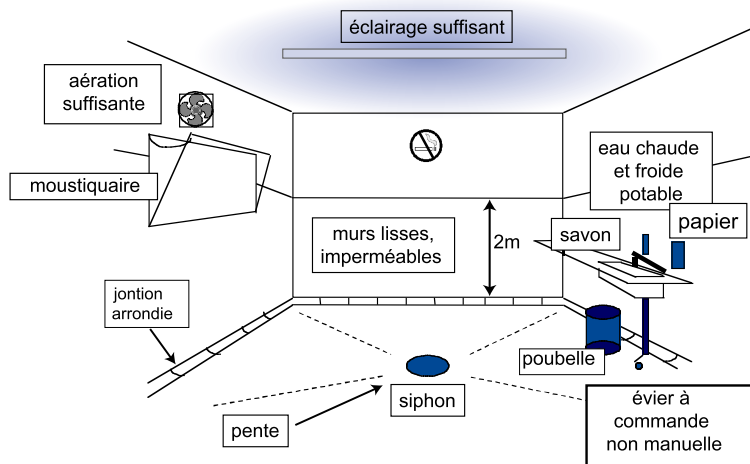 éclairage suffisant
aération
suffisante
moustiquaire
eau chaude
et froide
potable
papier
savon
murs lisses,
imperméables
2m
jontion
arrondie
poubelle
siphon
pente
évier à
commande
non manuelle